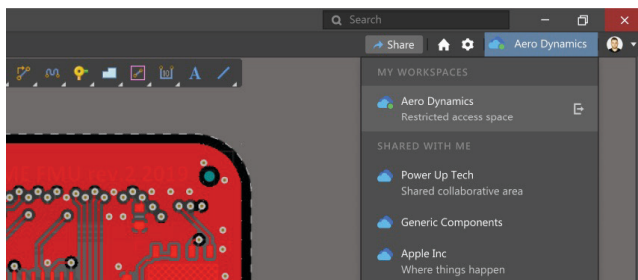 Search
Share
Aero Dynamics
MY WORKSPACES
A
Aero Dynamics
Restricted access space
SHARED WITH ME
Power Up Tech
Shared collaborative area
Generic Components
Apple Inc
Where things happen